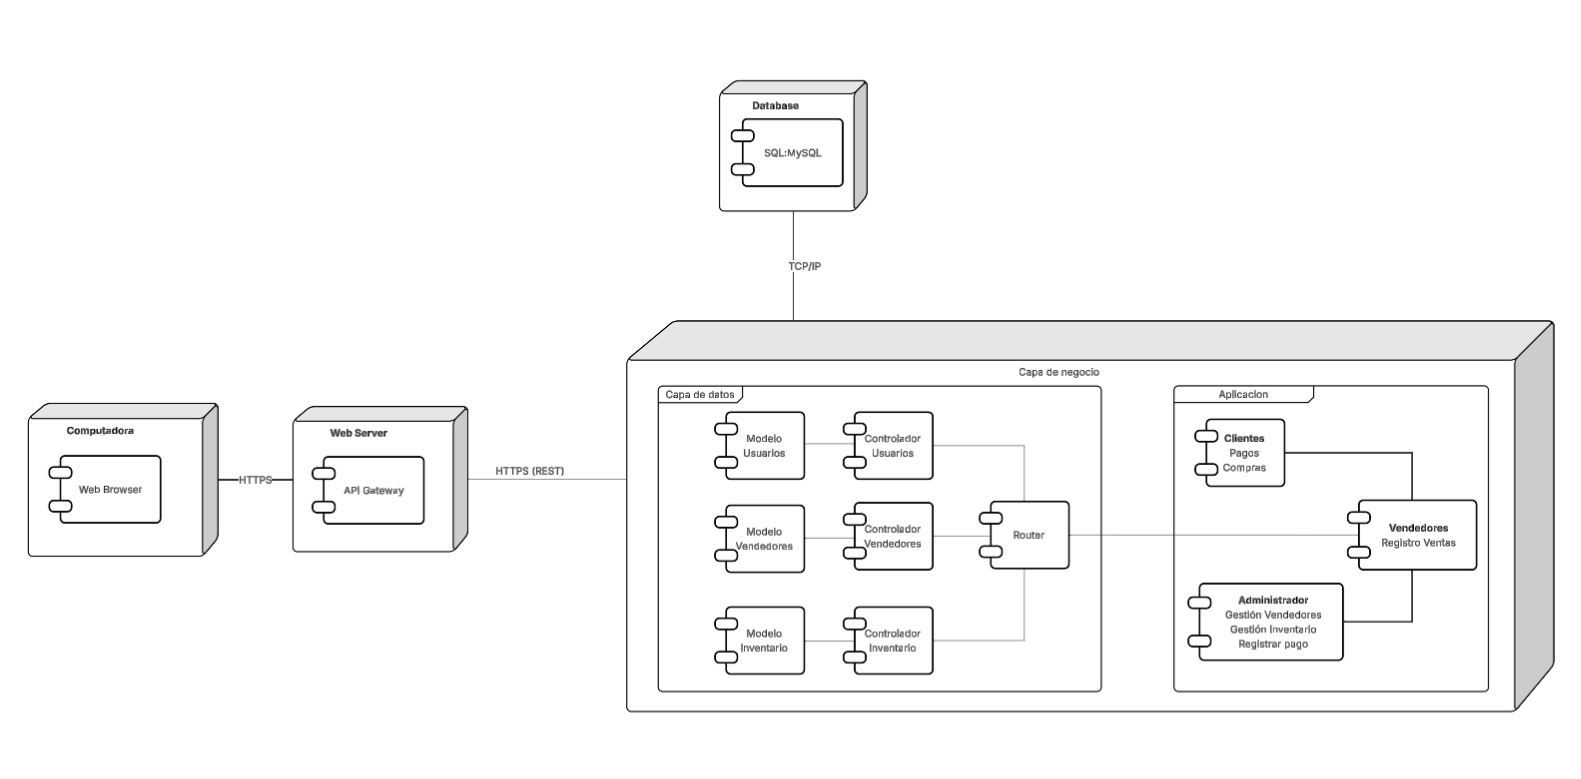 Database
SQL:MySQL
TCP/IP
Capa de negocio
Computadora
Web Browser
HTTPS
Web Server
API Gateway
HTTPS (REST)
Capa de datos
Modelo
Usuarios
Controlador
Usuarios
Modelo
Vendedores
Controlador
Vendedores
Router
Modelo
Inventario
Controlador
Inventario
Aplicacion
Clientes
Pagos
Compras
Vendedores
Registro Ventas
Administrador
Gestión Vendedores
Gestión Inventario
Registrar pago